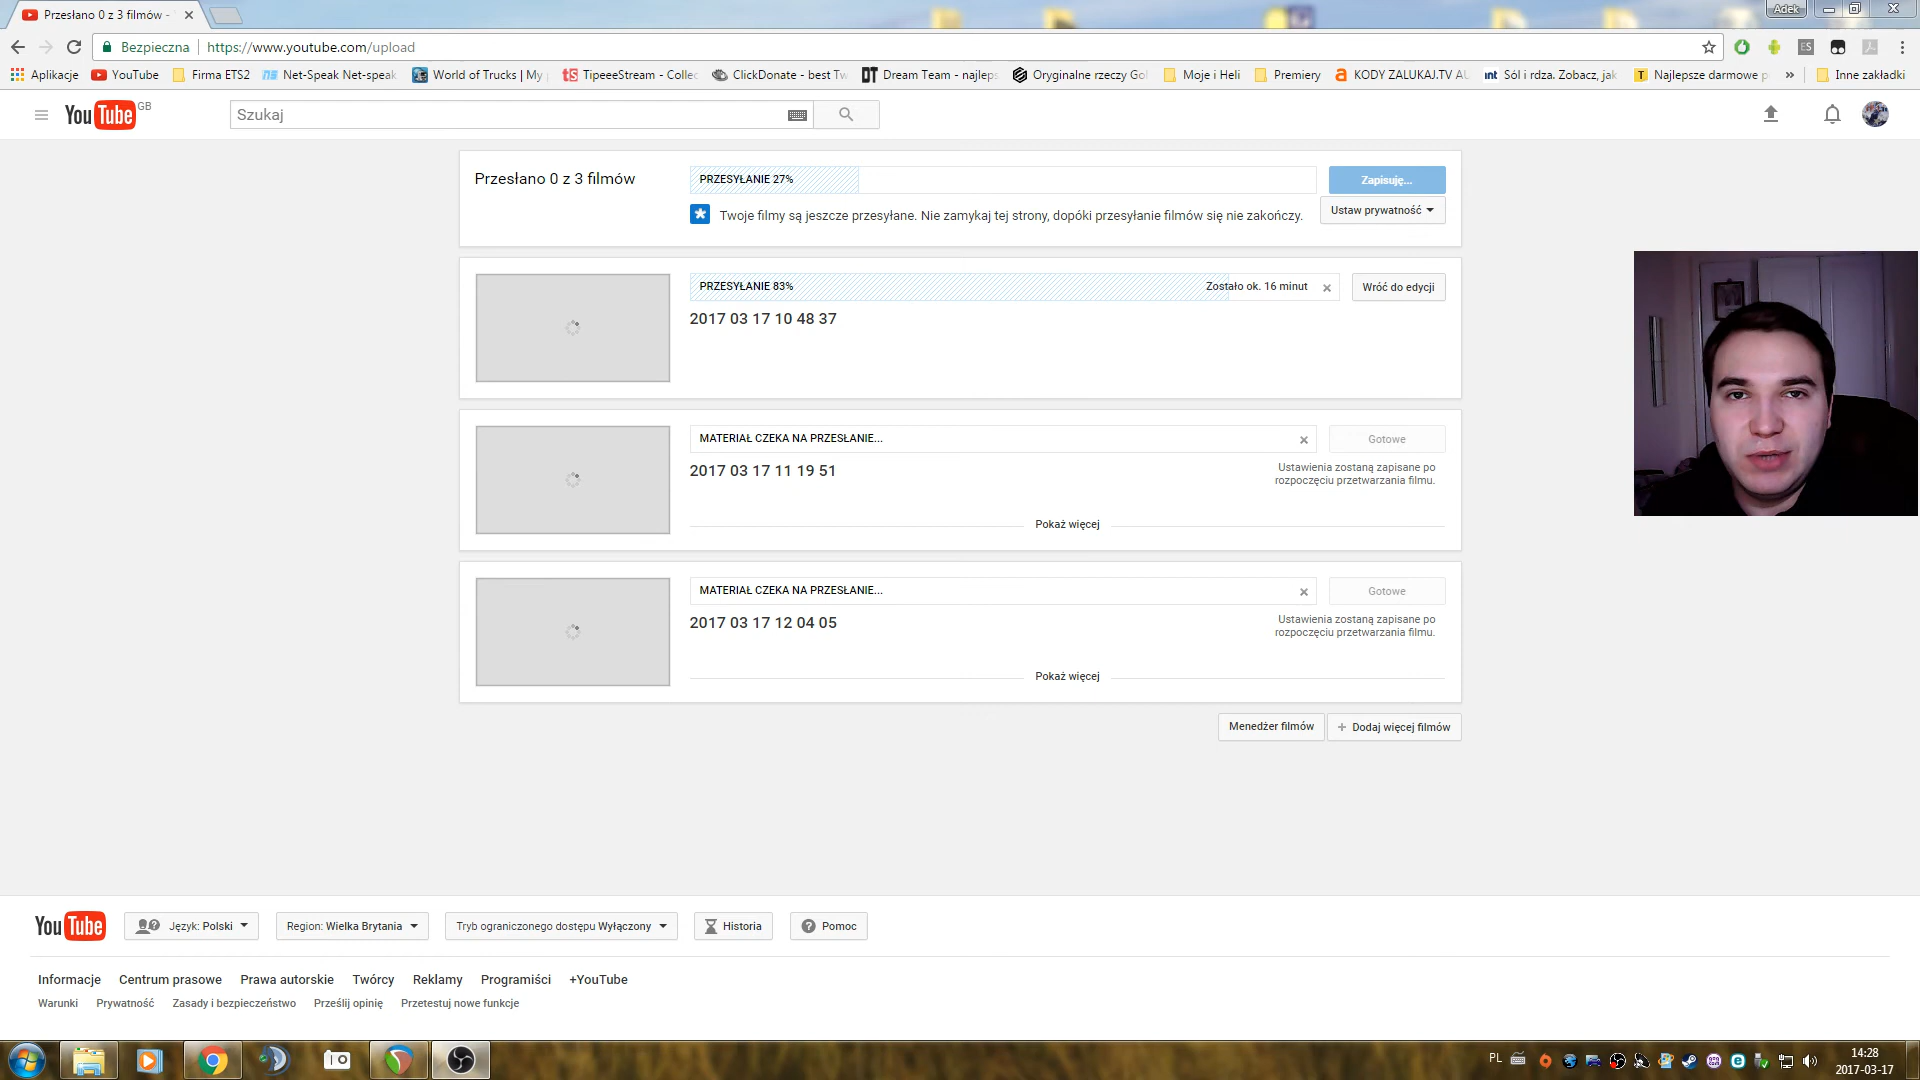 Przesłano 0 z 3 filmów -
Adek
Bezpieczna
https://www.youtube.com/upload
Aplikacje
YouTube
Firma ETS2
Net-Speak Net-speak
World of Trucks | My
TipeeeStream - Collec
ClickDonate - best Tw
Dream Team - najleps
Oryginalne rzeczy Go
Moje i Heli
Premiery
KODY ZALUKAJ.TV AU
Sól i rdza. Zobacz, jak
Najlepsze darmowe p
»
Inne zakładki
YouTube GB
Szukaj
Przesłano 0 z 3 filmów
PRZESYŁANIE 27%
Zapisuję...
Twoje filmy są jeszcze przesyłane. Nie zamykaj tej strony, dopóki przesyłanie filmów się nie zakończy.
Ustaw prywatność
PRZESYŁANIE 83%
Zostało ok. 16 minut
Wróć do edycji
2017 03 17 10 48 37
MATERIAŁ CZEKA NA PRZESŁANIE...
Gotowe
2017 03 17 11 19 51
Ustawienia zostaną zapisane po
rozpoczęciu przetwarzania filmu.
Pokaż więcej
MATERIAŁ CZEKA NA PRZESŁANIE...
Gotowe
2017 03 17 12 04 05
Ustawienia zostaną zapisane po
rozpoczęciu przetwarzania filmu.
Pokaż więcej
Menedżer filmów
+ Dodaj więcej filmów
YouTube
Język: Polski
Region: Wielka Brytania
Tryb ograniczonego dostępu Wyłączony
Historia
Pomoc
Informacje
Centrum prasowe
Prawa autorskie
Twórcy
Reklamy
Programiści
+YouTube
Warunki
Prywatność
Zasady i bezpieczeństwo
Prześlij opinię
Przetestuj nowe funkcje
PL
14:28
2017-03-17